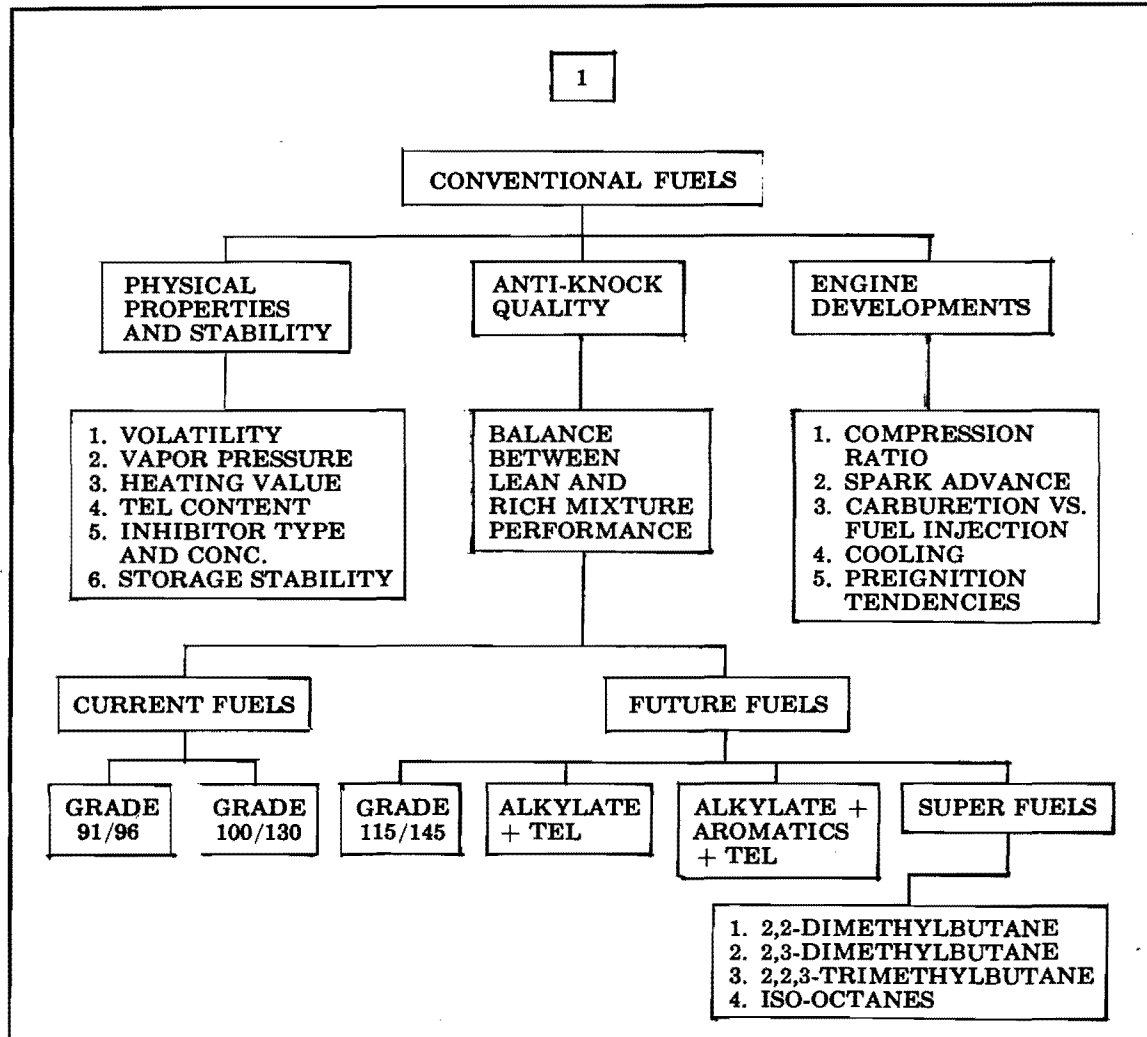 1
CONVENTIONAL FUELS
PHYSICAL
PROPERTIES
AND STABILITY
ANTI-KNOCK
QUALITY
ENGINE
DEVELOPMENTS
1. VOLATILITY
2. VAPOR PRESSURE
3. HEATING VALUE
4. TEL CONTENT
5. INHIBITOR TYPE
AND CONC.
6. STORAGE STABILITY
BALANCE
BETWEEN
LEAN AND
RICH MIXTURE
PERFORMANCE
1. COMPRESSION
RATIO
2. SPARK ADVANCE
3. CARBURETION VS.
FUEL INJECTION
4. COOLING
5. PREIGNITION
TENDENCIES
CURRENT FUELS
FUTURE FUELS
GRADE
91/96
GRADE
100/130
GRADE
115/145
ALKYLATE
+ TEL
ALKYLATE +
AROMATICS
+ TEL
SUPER FUELS
1. 2,2-DIMETHYLBUTANE
2. 2,3-DIMETHYLBUTANE
3. 2,2,3-TRIMETHYLBUTANE
4. ISO-OCTANES